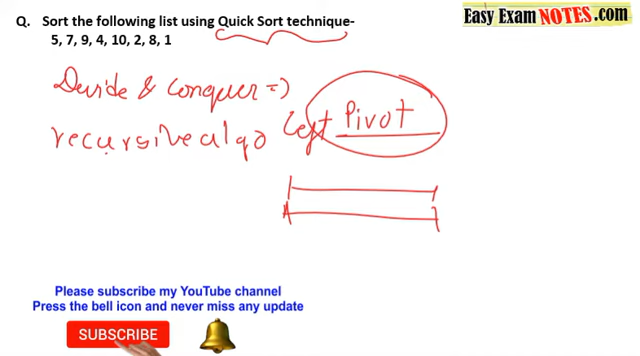 Easy Exam NOTES.com
Q. Sort the following list using Quick Sort technique-
5, 7, 9, 4, 10, 2, 8, 1
Devide & Conquer =>
recursive algo left Pivot
Please subscribe my YouTube channel
Press the bell icon and never miss any update
SUBSCRIBE